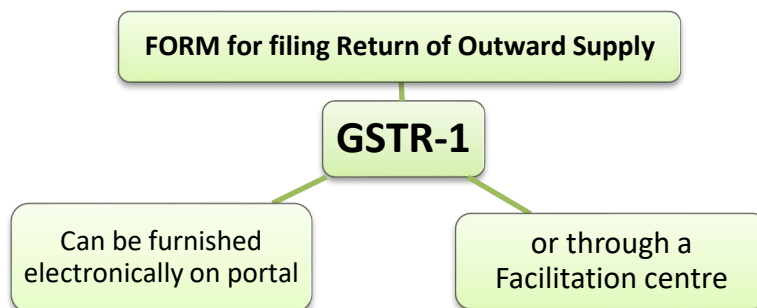 FORM for filing Return of Outward Supply
GSTR-1
Can be furnished
electronically on portal
or through a
Facilitation centre